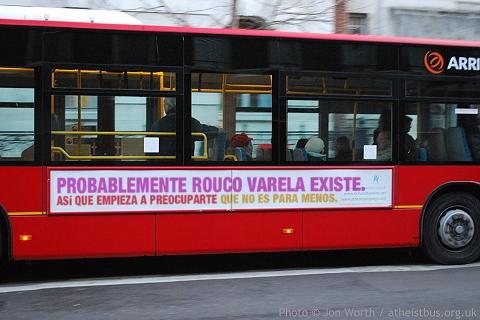 ARRI
PROBABLEMENTE ROUCO VARELA EXISTE.
ASÍ QUE EMPIEZA A PREOCUPARTE QUE NO ES PARA MENOS.
Photo © Jon Worth / atheistbus.org.uk